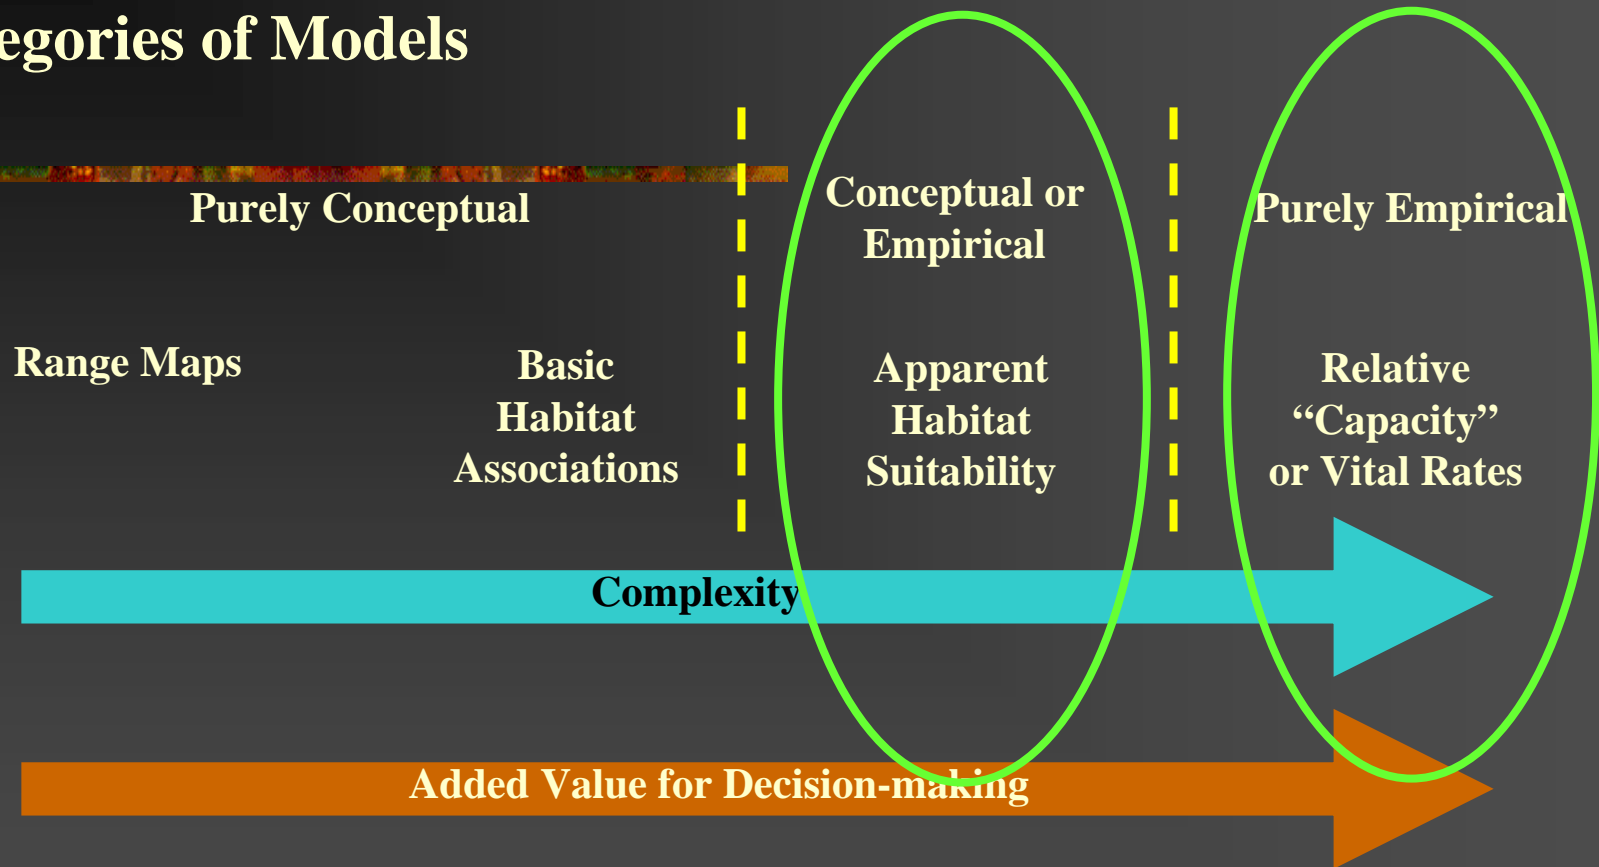 egories of Models
Purely Conceptual
Conceptual or
Empirical
Purely Empirical
Range Maps
Basic
Habitat
Associations
Apparent
Habitat
Suitability
Relative
“Capacity”
or Vital Rates
Complexity
Added Value for Decision-making